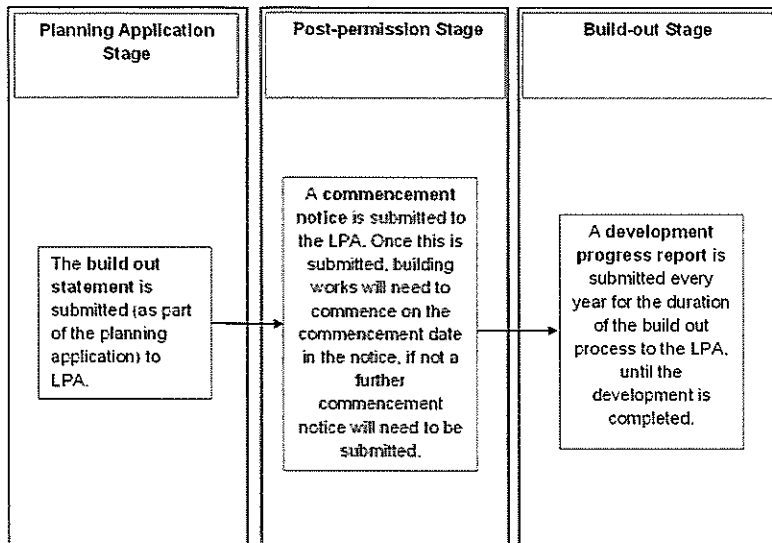 Planning Application
Stage
Post-permission Stage
Build-out Stage
The build out
statement is
submitted (as part
of the planning
application) to
LPA.
A commencement
notice is submitted to
the LPA. Once this is
submitted, building
works will need to
commence on the
commencement date
in the notice, if not a
further
commencement
notice will need to be
submitted.
A development
progress report is
submitted every
year for the duration
of the build out
process to the LPA,
until the
development is
completed.